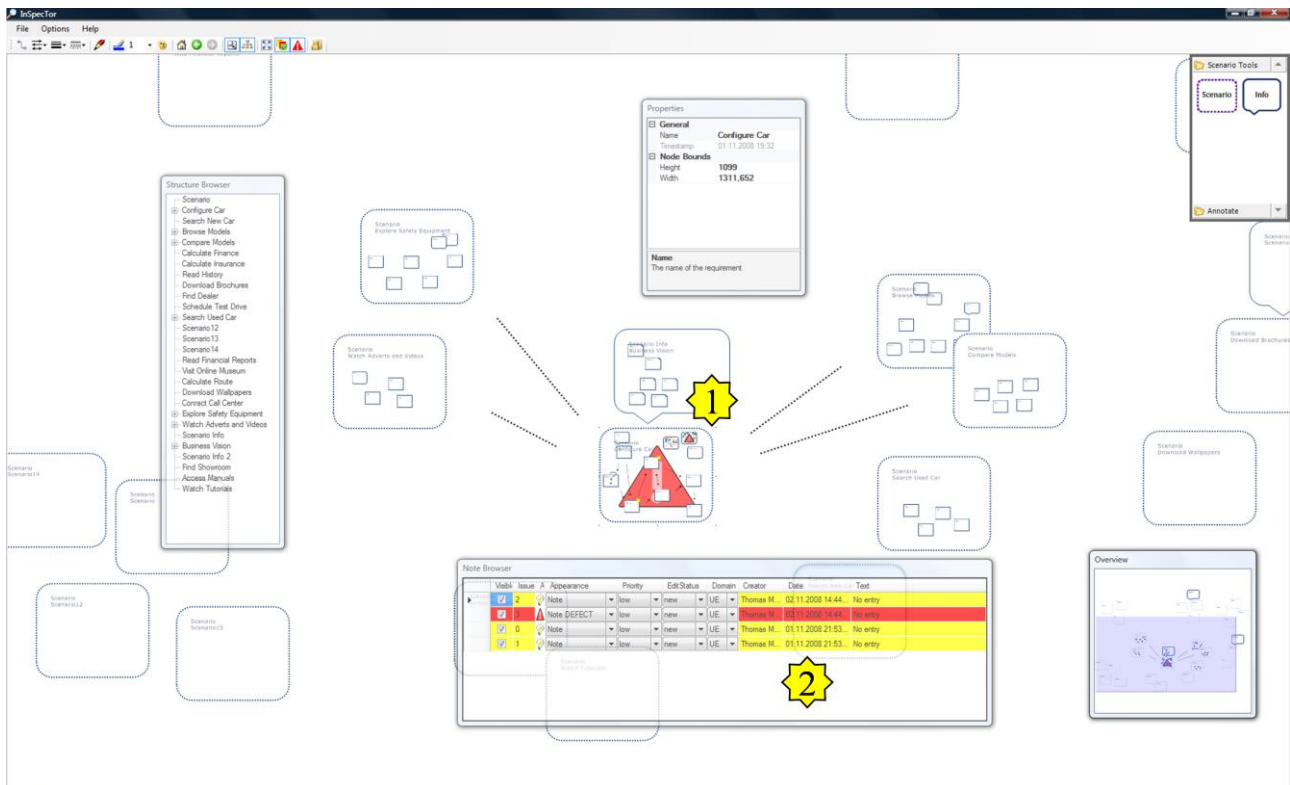 InSpecTor
File Options Help
1
Scenario Tools
Scenario Info
Annotate
Properties
General
Name Configure Car
Timestamp 01.11.2008 19:32
Node Bounds
Height 1099
Width 1311,652
Name
The name of the requirement
Structure Browser
Scenario
Configure Car
Search New Car
Browse Models
Compare Models
Calculate Finance
Calculate Insurance
Read History
Download Brochures
Find Dealer
Schedule Test Drive
Search Used Car
Scenario12
Scenario13
Scenario14
Read Financial Reports
Visit Online Museum
Calculate Route
Download Wallpapers
Contact Call Center
Explore Safety Equipment
Watch Adverts and Videos
Scenario Info
Business Vision
Scenario Info 2
Find Showroom
Access Manuals
Watch Tutorials
Scenario
Explore Safety Equipment
Scenario
Watch Adverts and Videos
Scenario Info
Business Vision
1
Scenario
Browse Models
Scenario
Compare Models
Scenario
Search Used Car
Scenario
Download Brochures
Scenario
Download Wallpapers
Scenario
Scenario14
Scenario
Scenario
Scenario
Scenario12
Scenario
Scenario13
Note Browser
Visibl Issue A Appearance Priority EditStatus Domain Creator Date Text
2 Note low new UE Thomas M... 02.11.2008 14:44... No entry
3 Note DEFECT low new UE Thomas M... 02.11.2008 14:44... No entry
0 Note low new UE Thomas M... 01.11.2008 21:53... No entry
1 Note low new UE Thomas M... 01.11.2008 21:53... No entry
Scenario
Watch Tutorials
2
Overview